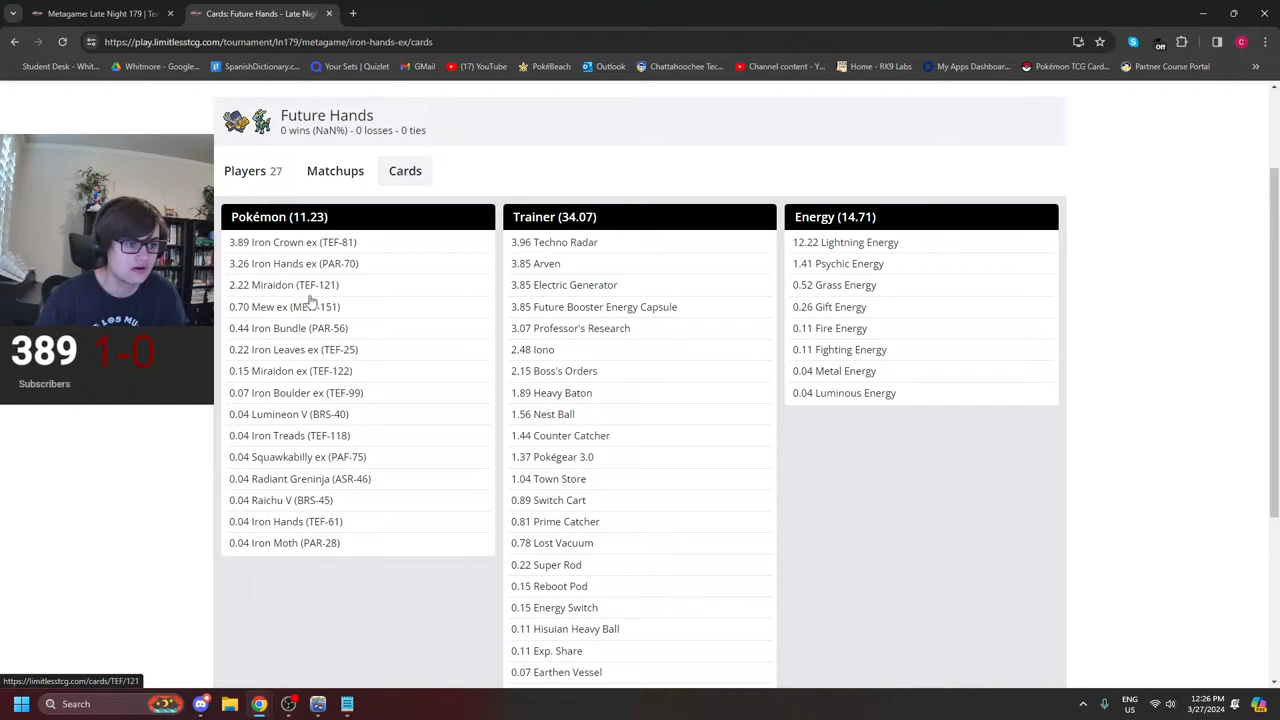 Metagame: Late Night 179 | Te
Cards: Future Hands - Late Nig
https://play.limitlesstcg.com/tournament/ln179/metagame/iron-hands-ex/cards
Student Desk - Whit...
Whitmore - Google...
SpanishDictionary.c...
Your Sets | Quizlet
GMail
(17) YouTube
PokéBeach
Outlook
Chattahoochee Tec...
Channel content - Y...
Home - RK9 Labs
My Apps Dashboar...
Pokémon TCG Card...
Partner Course Portal
Future Hands
0 wins (NaN%) - 0 losses - 0 ties
Players 27
Matchups
Cards
Pokémon (11.23)
3.89 Iron Crown ex (TEF-81)
3.26 Iron Hands ex (PAR-70)
2.22 Miraidon (TEF-121)
0.70 Mew ex (ME -151)
0.44 Iron Bundle (PAR-56)
0.22 Iron Leaves ex (TEF-25)
0.15 Miraidon ex (TEF-122)
0.07 Iron Boulder ex (TEF-99)
0.04 Lumineon V (BRS-40)
0.04 Iron Treads (TEF-118)
0.04 Squawkabilly ex (PAF-75)
0.04 Radiant Greninja (ASR-46)
0.04 Raichu V (BRS-45)
0.04 Iron Hands (TEF-61)
0.04 Iron Moth (PAR-28)
Trainer (34.07)
3.96 Techno Radar
3.85 Arven
3.85 Electric Generator
3.85 Future Booster Energy Capsule
3.07 Professor's Research
2.48 Iono
2.15 Boss's Orders
1.89 Heavy Baton
1.56 Nest Ball
1.44 Counter Catcher
1.37 Pokégear 3.0
1.04 Town Store
0.89 Switch Cart
0.81 Prime Catcher
0.78 Lost Vacuum
0.22 Super Rod
0.15 Reboot Pod
0.15 Energy Switch
0.11 Hisuian Heavy Ball
0.11 Exp. Share
0.07 Earthen Vessel
Energy (14.71)
12.22 Lightning Energy
1.41 Psychic Energy
0.52 Grass Energy
0.26 Gift Energy
0.11 Fire Energy
0.11 Fighting Energy
0.04 Metal Energy
0.04 Luminous Energy
389 1-0
Subscribers
https://limitlesstcg.com/cards/TEF/121
Search
ENG
US
12:26 PM
3/27/2024